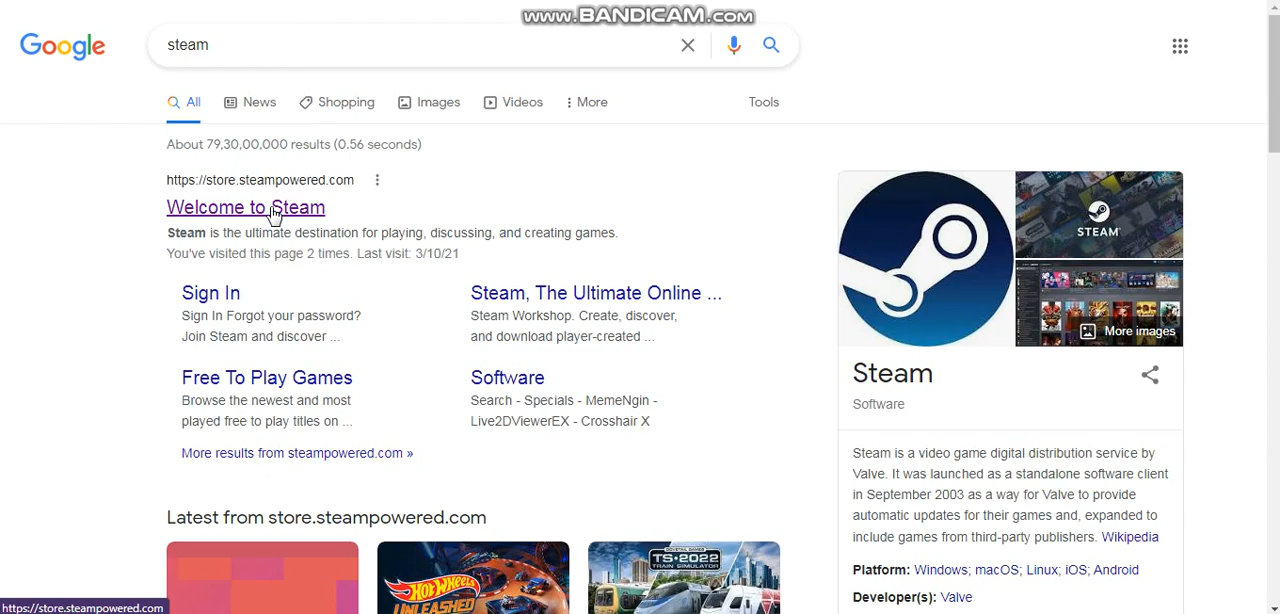 www.BANDICAM.com
Google
steam
All
News
Shopping
Images
Videos
More
Tools
About 79,30,00,000 results (0.56 seconds)
https://store.steampowered.com
Welcome to Steam
Steam is the ultimate destination for playing, discussing, and creating games.
You've visited this page 2 times. Last visit: 3/10/21
Sign In
Sign In Forgot your password?
Join Steam and discover ...
Steam, The Ultimate Online ...
Steam Workshop. Create, discover,
and download player-created ...
Free To Play Games
Browse the newest and most
played free to play titles on ...
Software
Search - Specials - MemeNgin -
Live2DViewerEX - Crosshair X
More results from steampowered.com »
Latest from store.steampowered.com
HOT WHEELS
UNLEASHED
DOVETAIL GAMES
TS2022
TRAIN SIMULATOR
STEAM
More images
Steam
Software
Steam is a video game digital distribution service by
Valve. It was launched as a standalone software client
in September 2003 as a way for Valve to provide
automatic updates for their games and, expanded to
include games from third-party publishers. Wikipedia
Platform: Windows; macOS; Linux; iOS; Android
Developer(s): Valve
https://store.steampowered.com